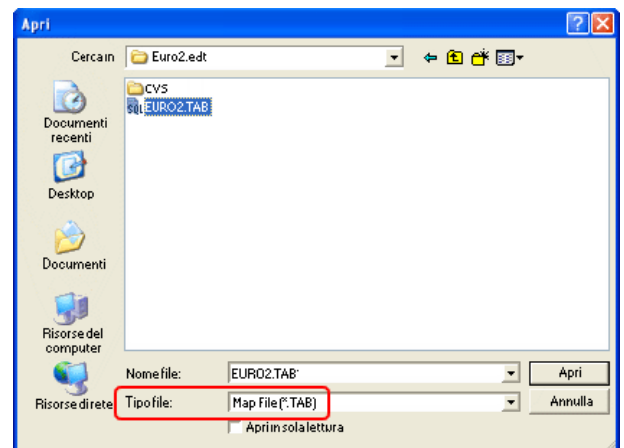 Apri
Cerca in Euro2.edt
CVS
SQL EURO2.TAB
Documenti
recenti
Desktop
Documenti
Risorse del
computer
Risorse di rete
Nome file: EURO2.TAB' Apri
Tipo file: Map File (*.TAB) Annulla
Apri in sola lettura